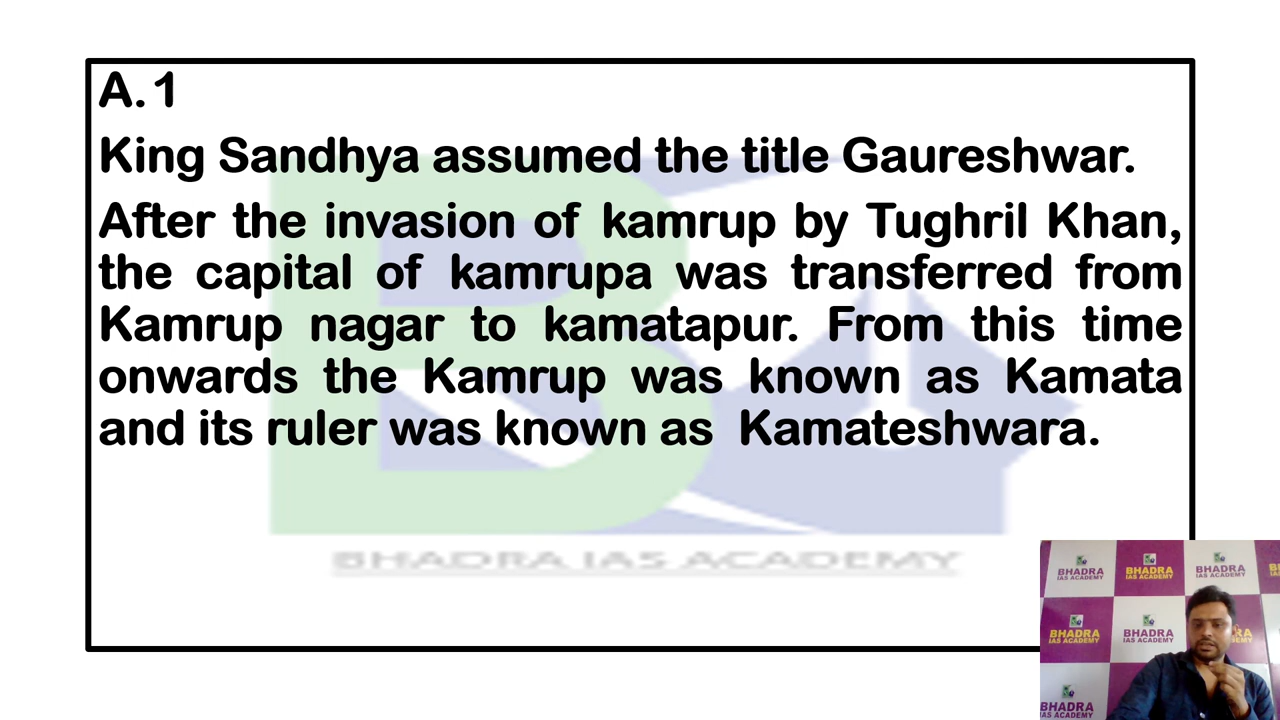 A. 1
King Sandhya assumed the title Gaureshwar.
After the invasion of kamrup by Tughril Khan,
the capital of kamrupa was transferred from
Kamrup nagar to kamatapur. From this time
onwards the Kamrup was known as Kamata
and its ruler was known as Kamateshwara.
BHADRA IAS ACADEMY
BHADRA
IAS ACADEMY
BHADRA
IAS ACADEMY
BHADRA
IAS ACADEMY
BHADRA
IAS ACADEMY
BHADRA
IAS ACADEMY
BHADRA
IAS ACADEMY